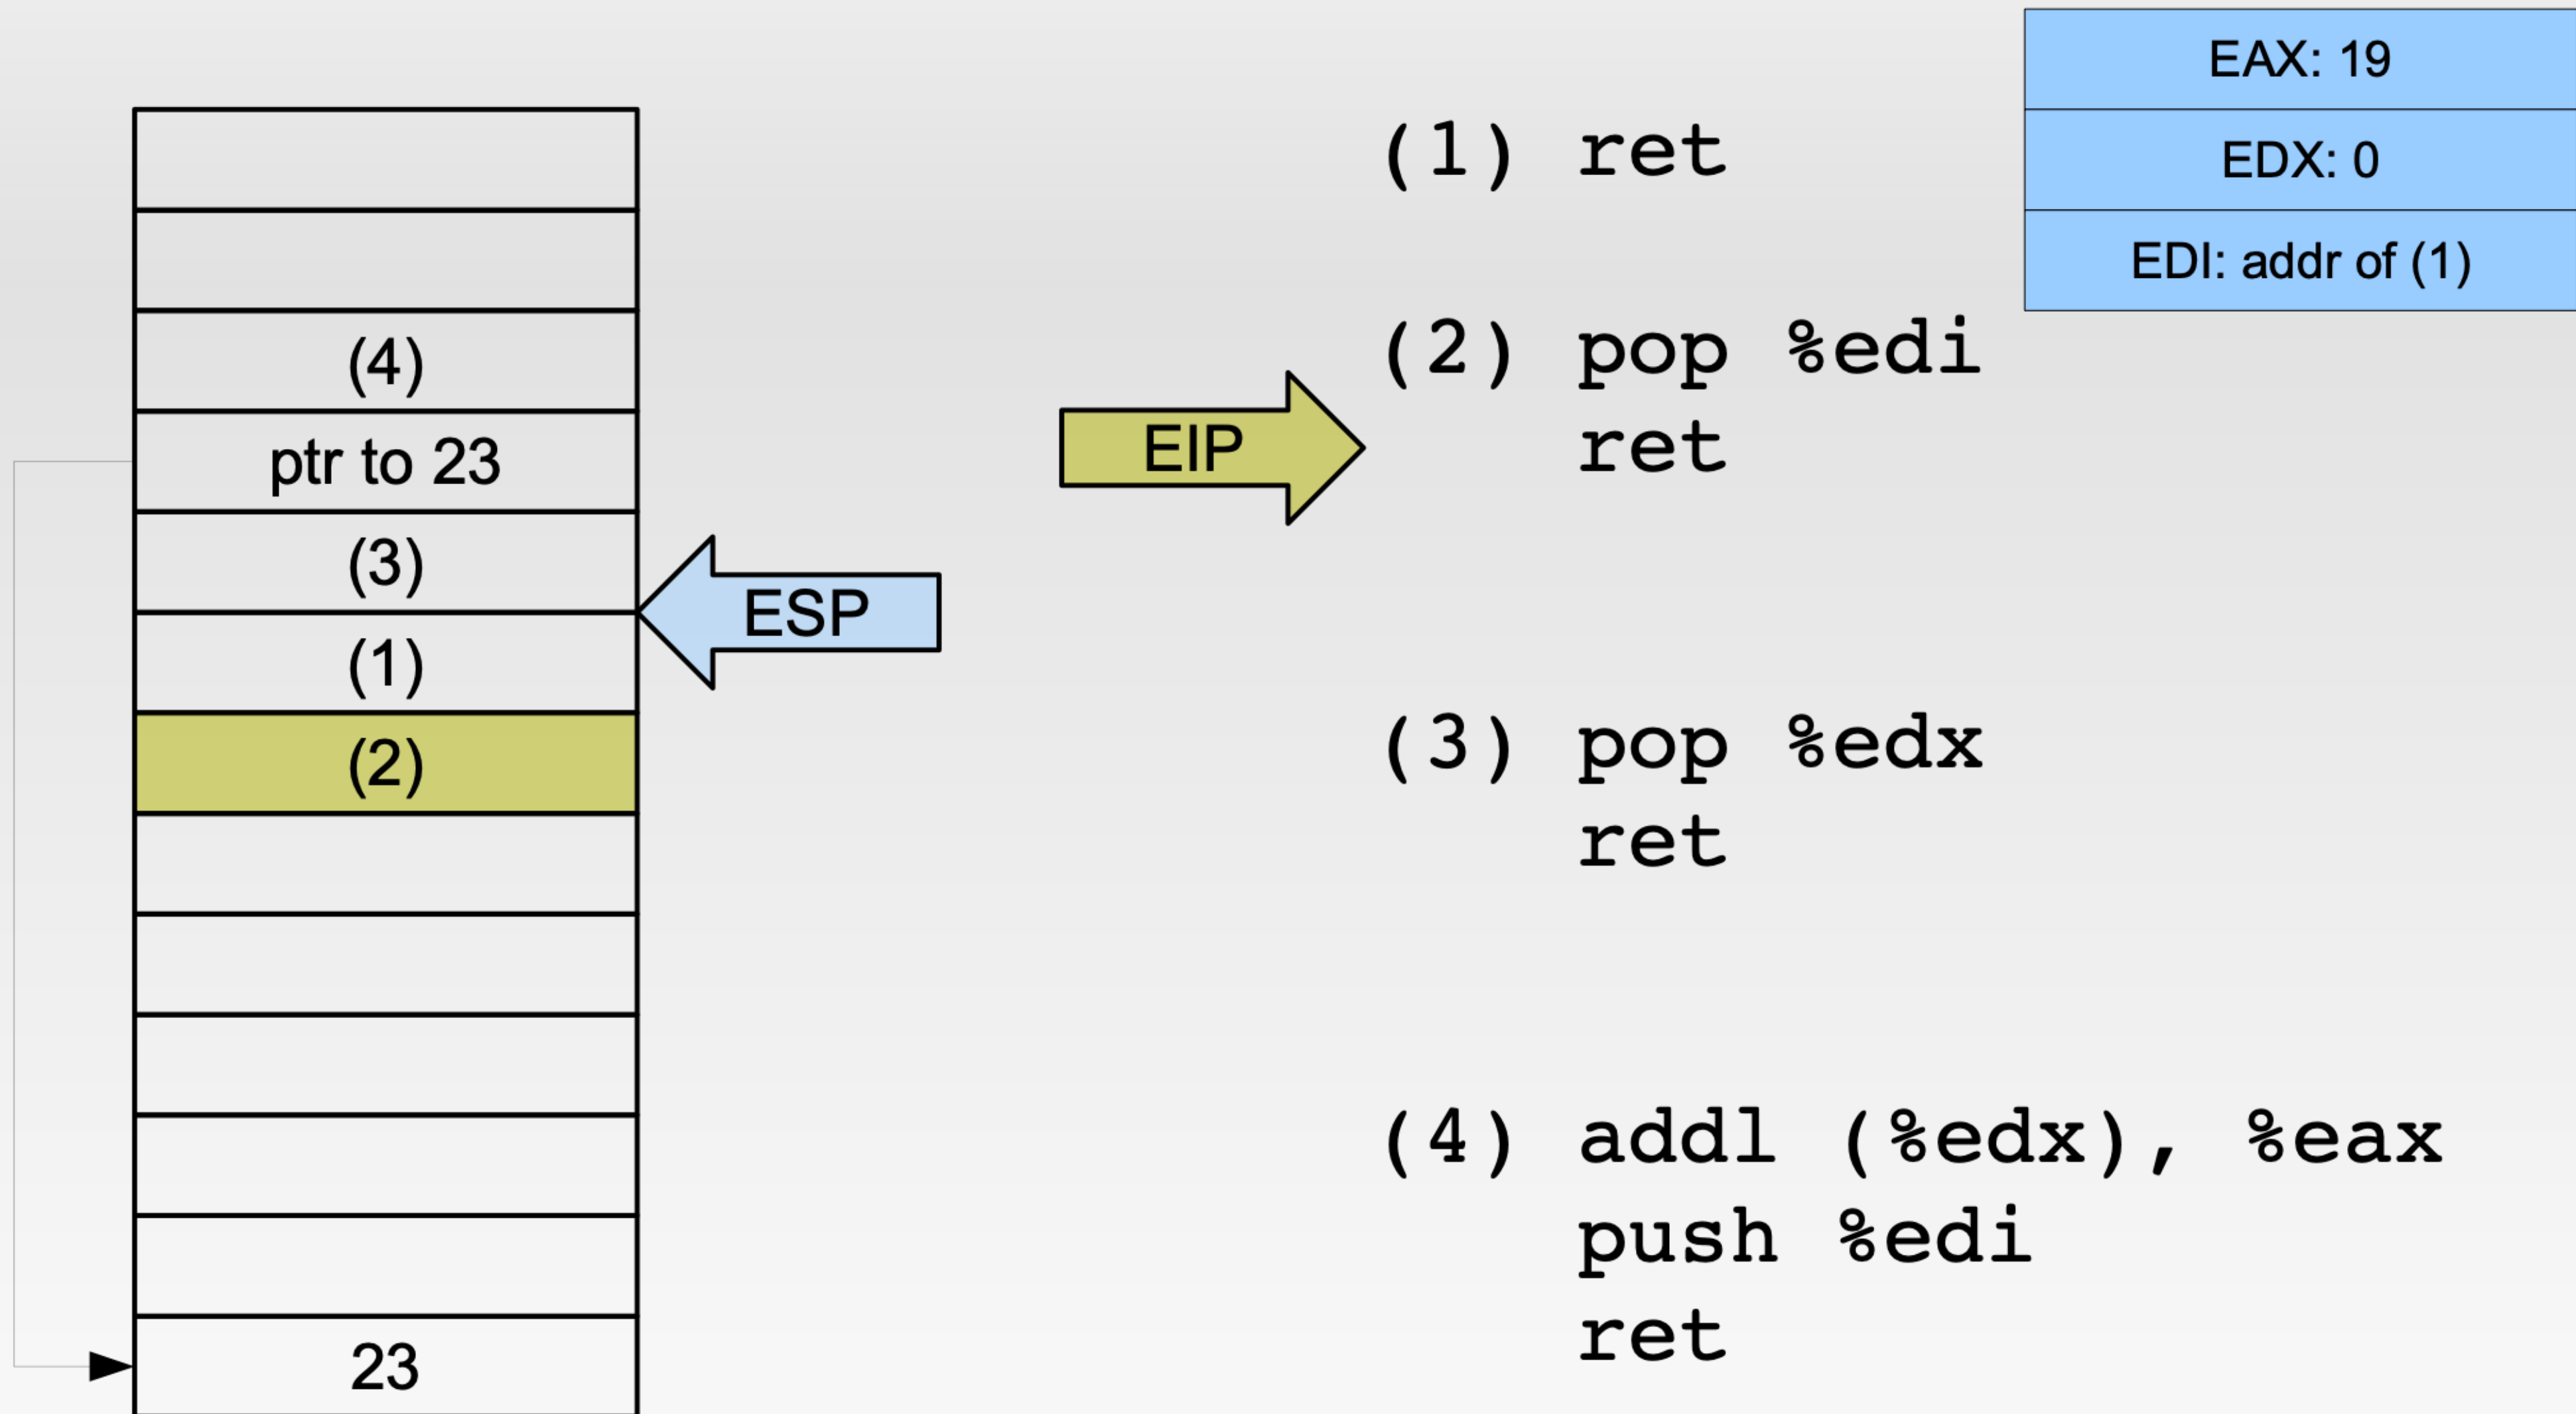 EAX: 19
EDX: 0
EDI: addr of (1)
(4)
ptr to 23
(3)
(1)
(2)
23
ESP
EIP
(1) ret
(2) pop %edi
ret
(3) pop %edx
ret
(4) addl (%edx), %eax
push %edi
ret